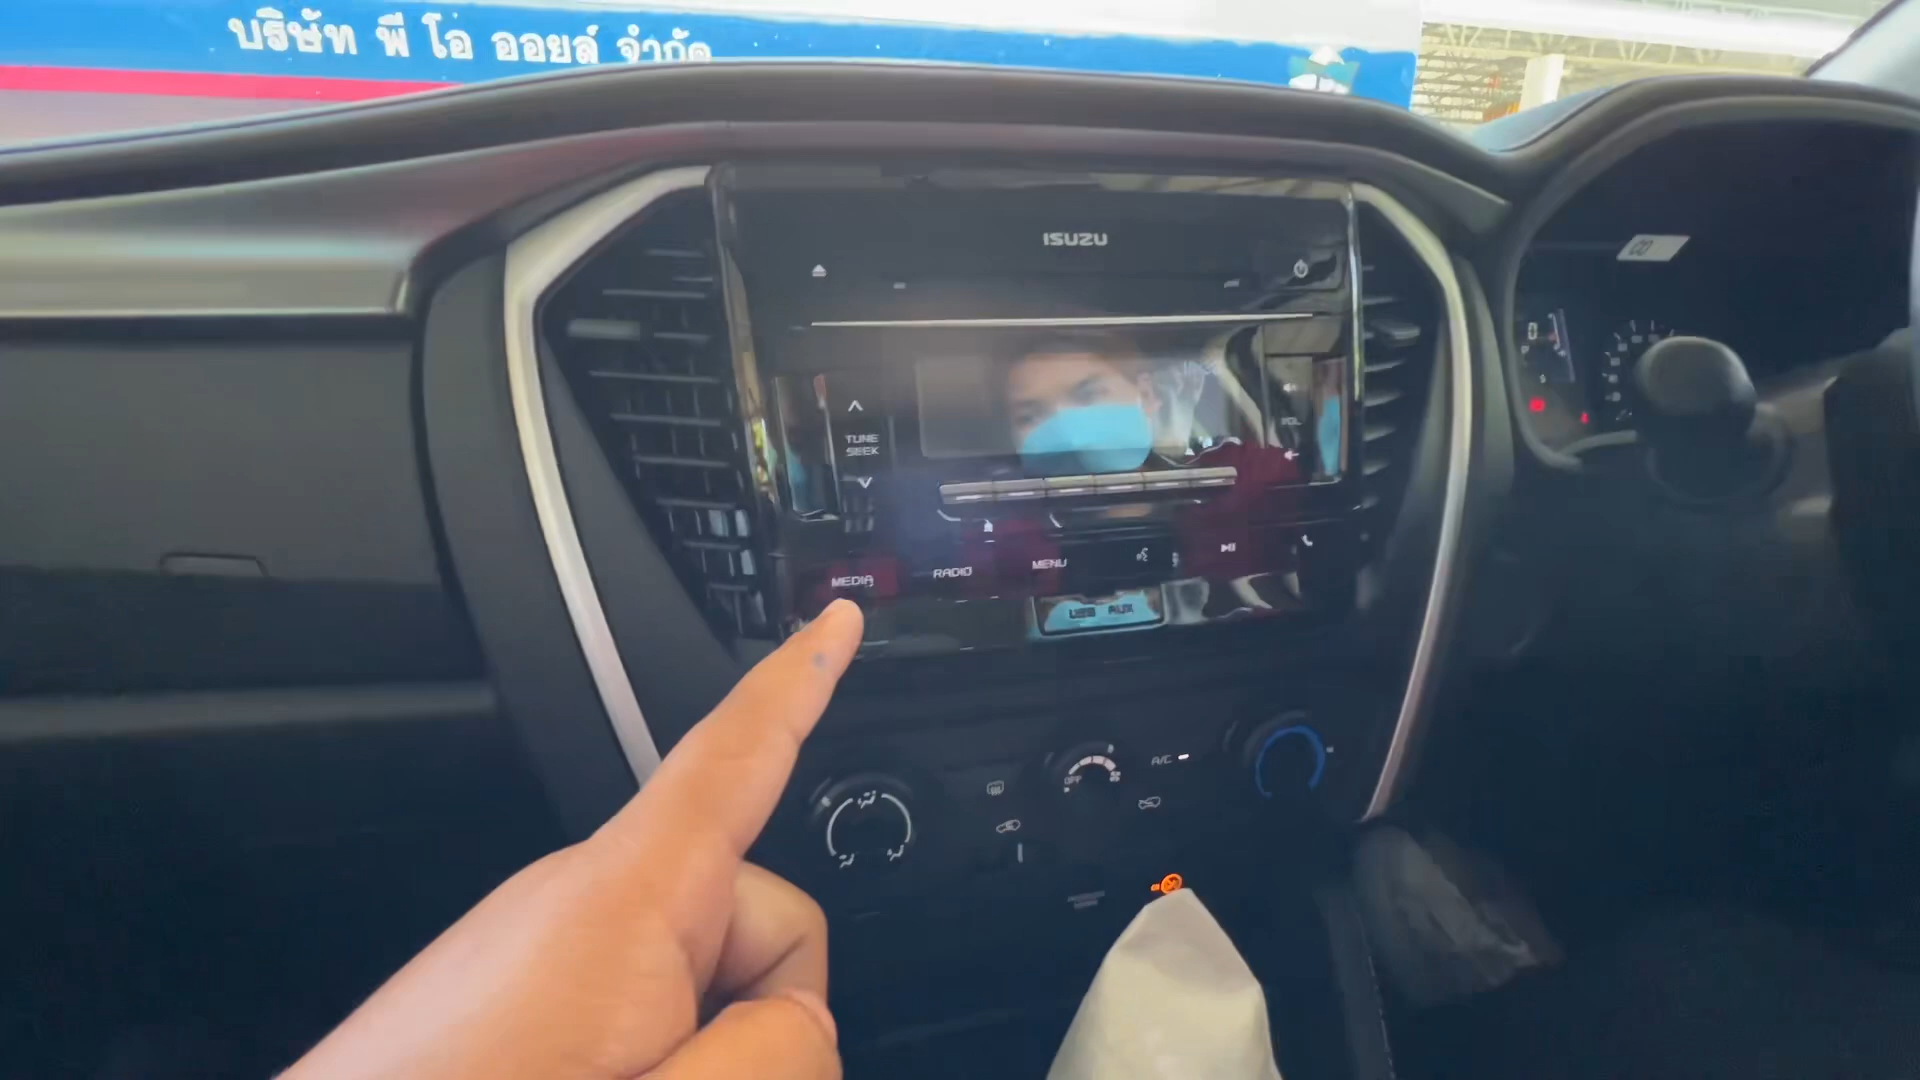 บริษัท พี โอ ออยล์ จำกัด
ISUZU
TUNE
SEEK
VOL
MEDIA
RADIO
MENU
USB AUX
A/C
OFF